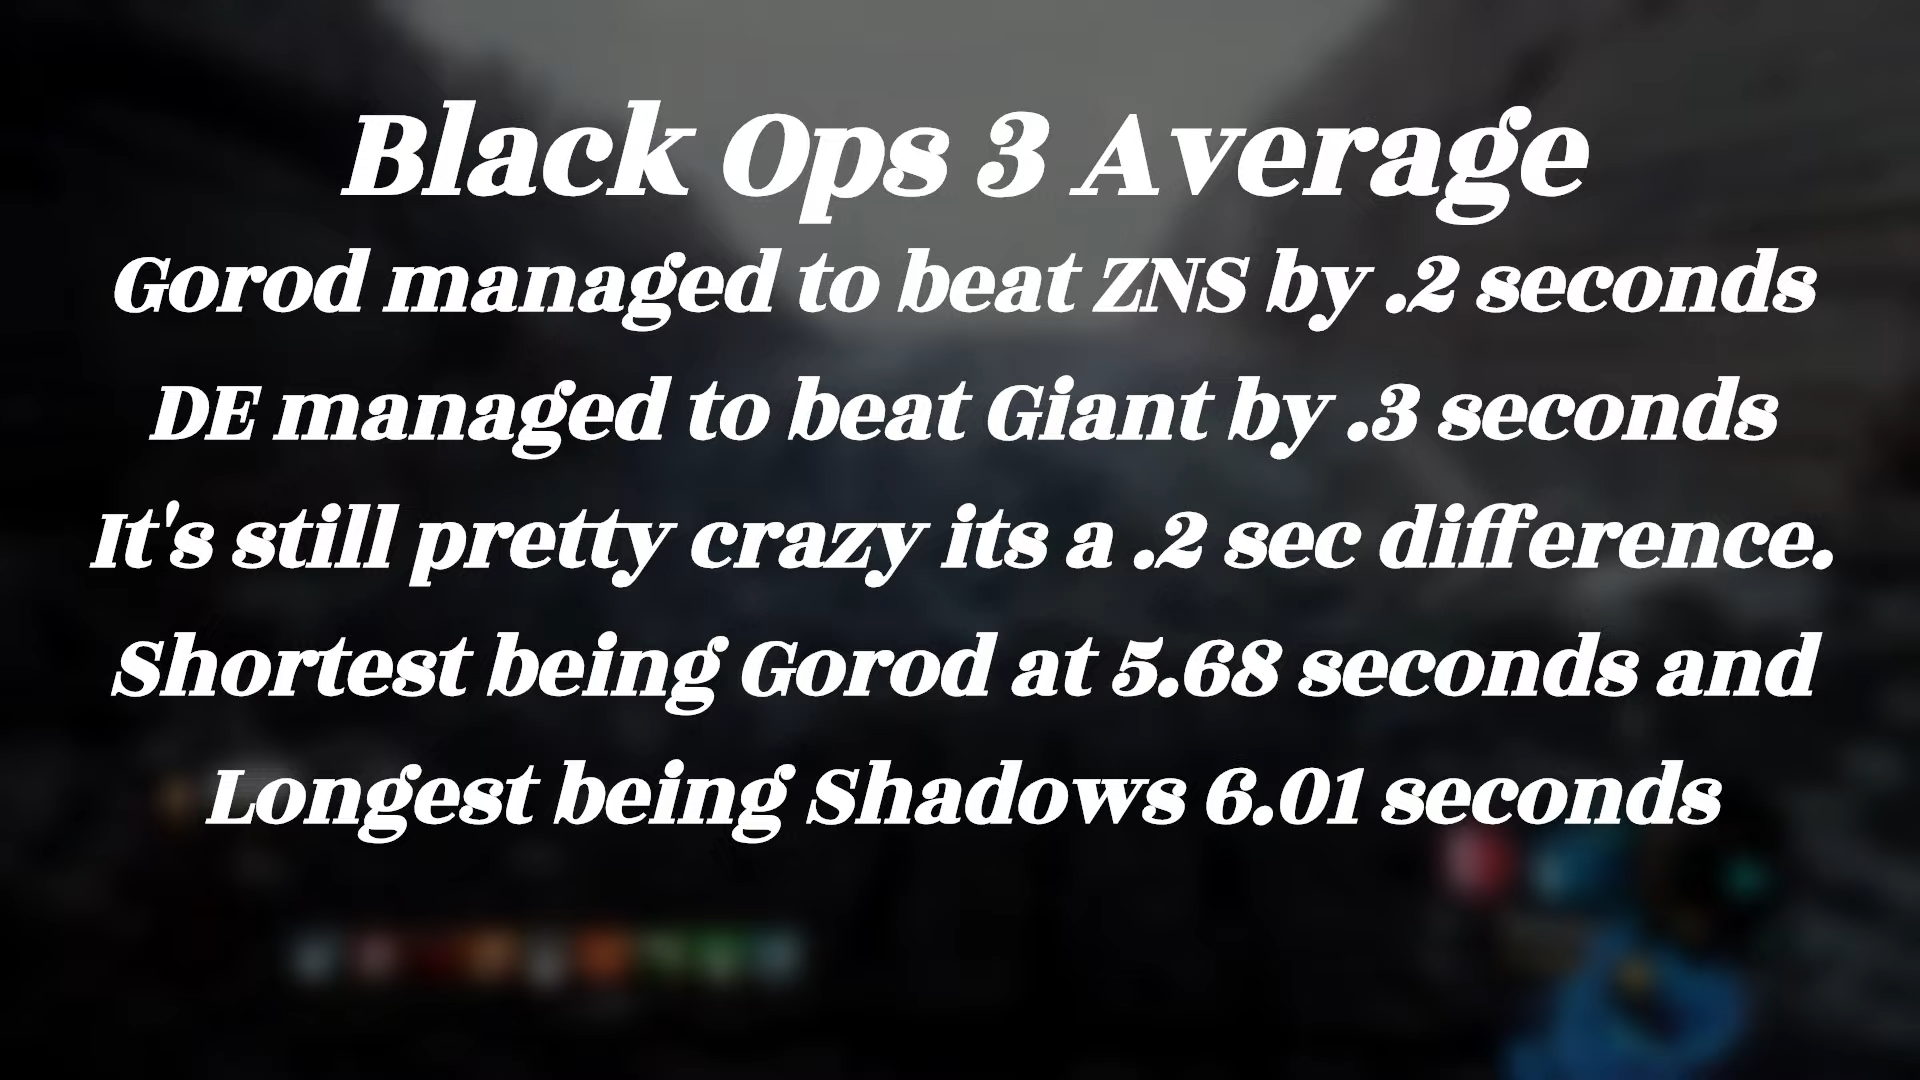 Black Ops 3 Average
Gorod managed to beat ZNS by .2 seconds
DE managed to beat Giant by .3 seconds
It's still pretty crazy its a .2 sec difference.
Shortest being Gorod at 5.68 seconds and
Longest being Shadows 6.01 seconds